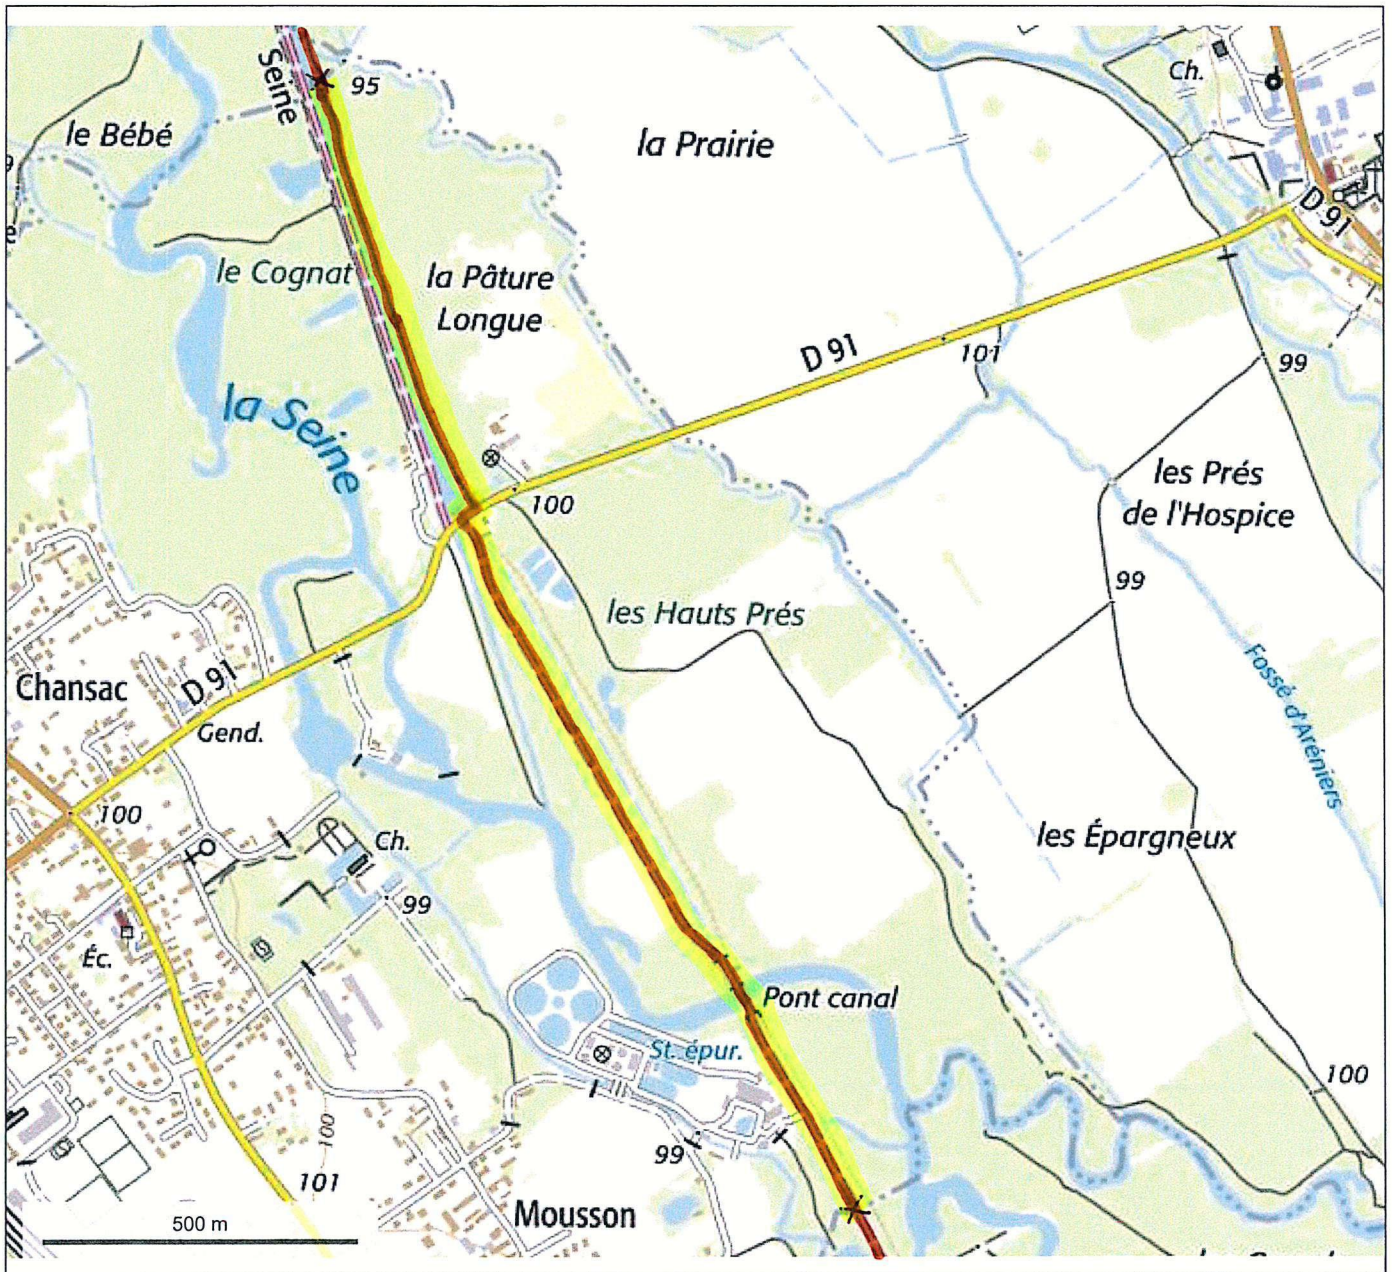 Seine
95
Ch.
le Bébé
la Prairie
D 91
le Cognat
la Pâture
Longue
D 91
101
99
la Seine
les Prés
de l'Hospice
100
99
les Hauts Prés
Chansac
D 91
Gend.
Fossé d'Aréniers
100
Ch.
les Épargneux
99
Éc.
Pont canal
St. épur.
100
100
99
101
500 m
Mousson